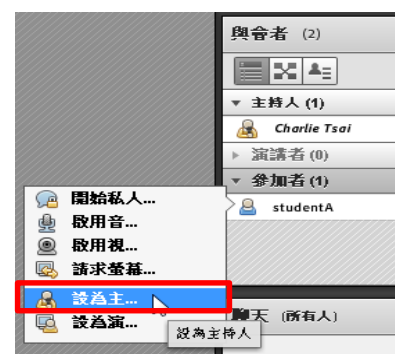 與會者 (2)
主持人 (1)
Charlie Tsai
演講者 (0)
參加者 (1)
studentA
開始私人...
啟用音...
啟用視...
請求螢幕...
設為主...
設為演...
設為主持人
聊天 (所有人)